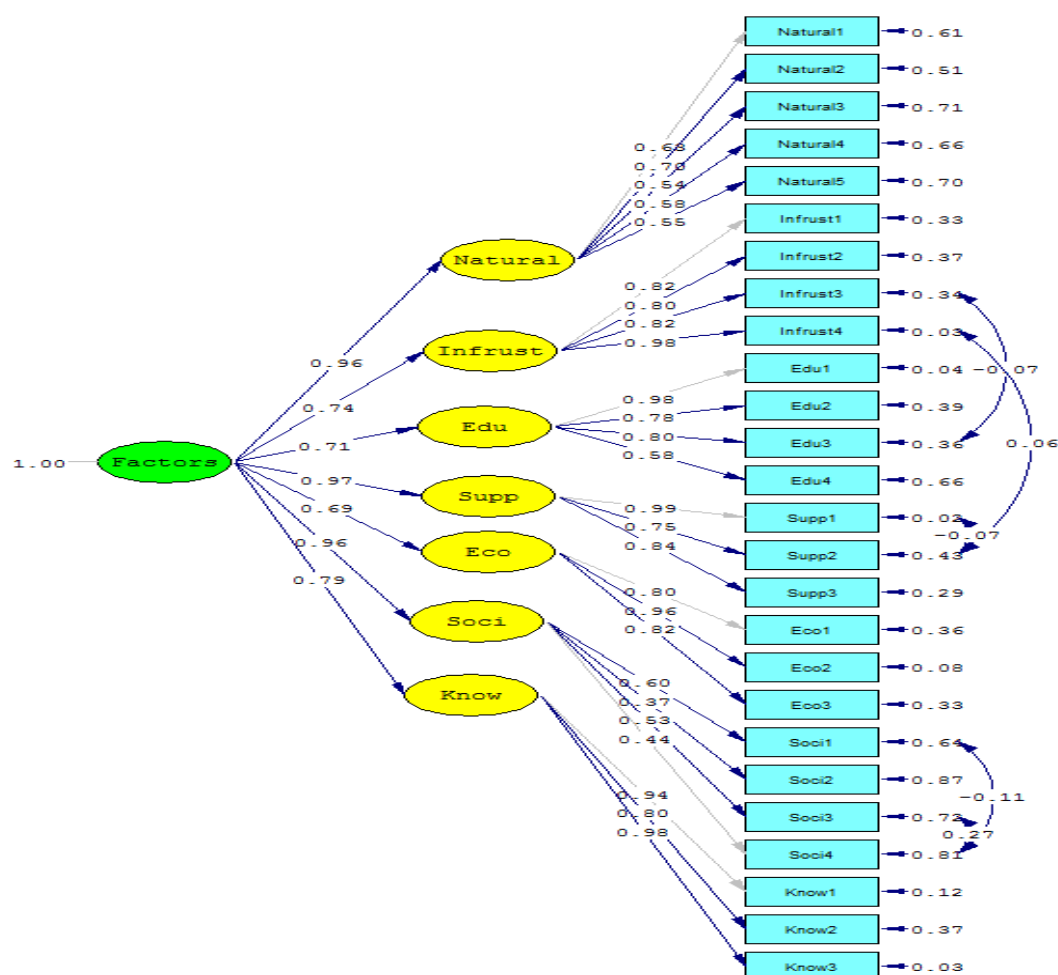 Natural1 0.61
Natural2 0.51
Natural3 0.71
Natural4 0.66
Natural5 0.70
Infrust1 0.33
Infrust2 0.37
Infrust3 0.34
Infrust4 0.03
Edu1 0.04
Edu2 0.39
Edu3 0.36
Edu4 0.66
Supp1 0.02
Supp2 0.43
Supp3 0.29
Eco1 0.36
Eco2 0.08
Eco3 0.33
Soci1 0.64
Soci2 0.87
Soci3 0.72
Soci4 0.81
Know1 0.12
Know2 0.37
Know3 0.03
-0.07
0.06
-0.07
-0.11
0.27
0.63
0.70
0.54
0.58
0.55
0.82
0.80
0.82
0.98
0.98
0.78
0.80
0.58
0.99
0.75
0.84
0.80
0.96
0.82
0.60
0.37
0.53
0.44
0.94
0.80
0.98
Natural
Infrust
Edu
Supp
Eco
Soci
Know
0.96
0.74
0.71
0.97
0.69
0.96
0.79
1.00 Factors